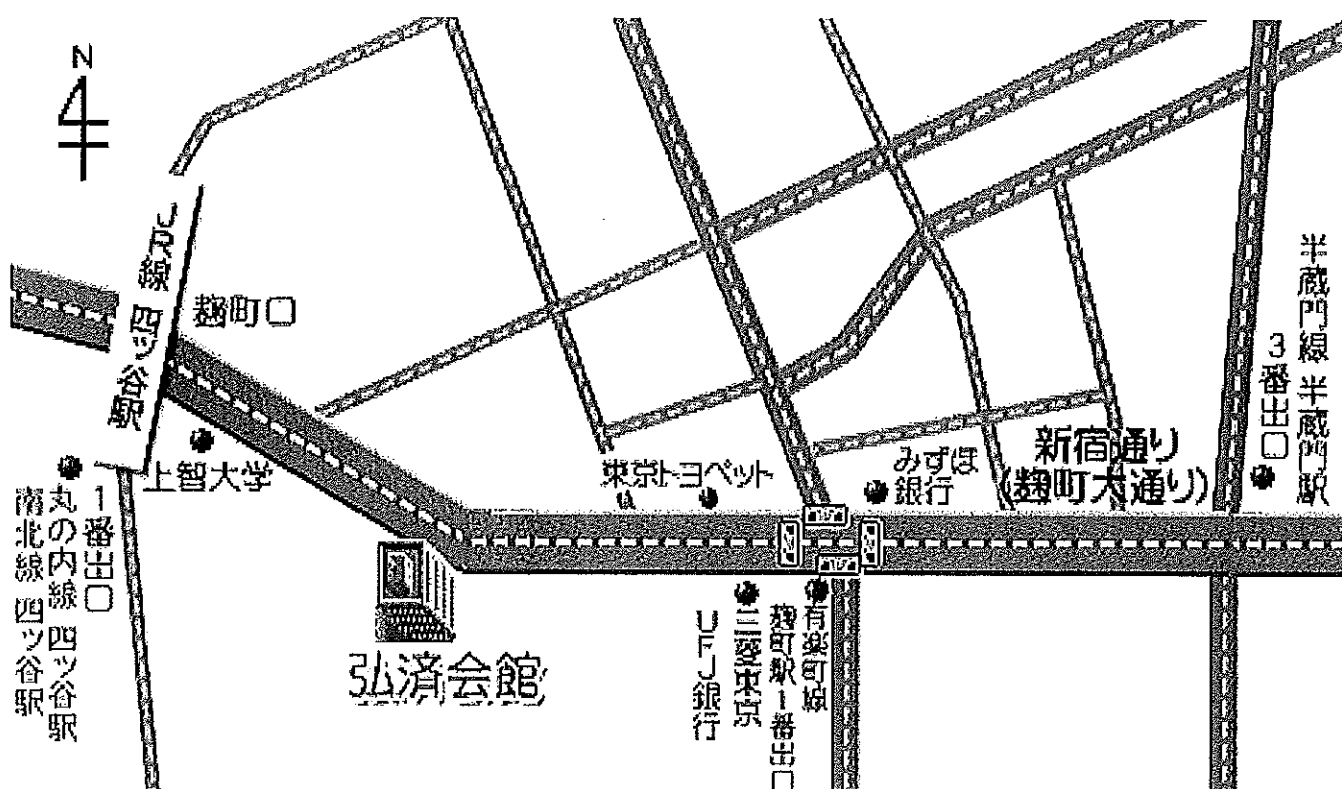 N
JR線 四ツ谷駅
麹町口
上智大学
1番出口
丸の内線 四ツ谷駅
南北線 四ツ谷駅
弘済会館
東京トヨペット
みずほ
銀行
新宿通り
(麹町大通り)
半蔵門線 半蔵門駅
3番出口
有楽町線
麹町駅1番出口
三菱東京
UFJ銀行